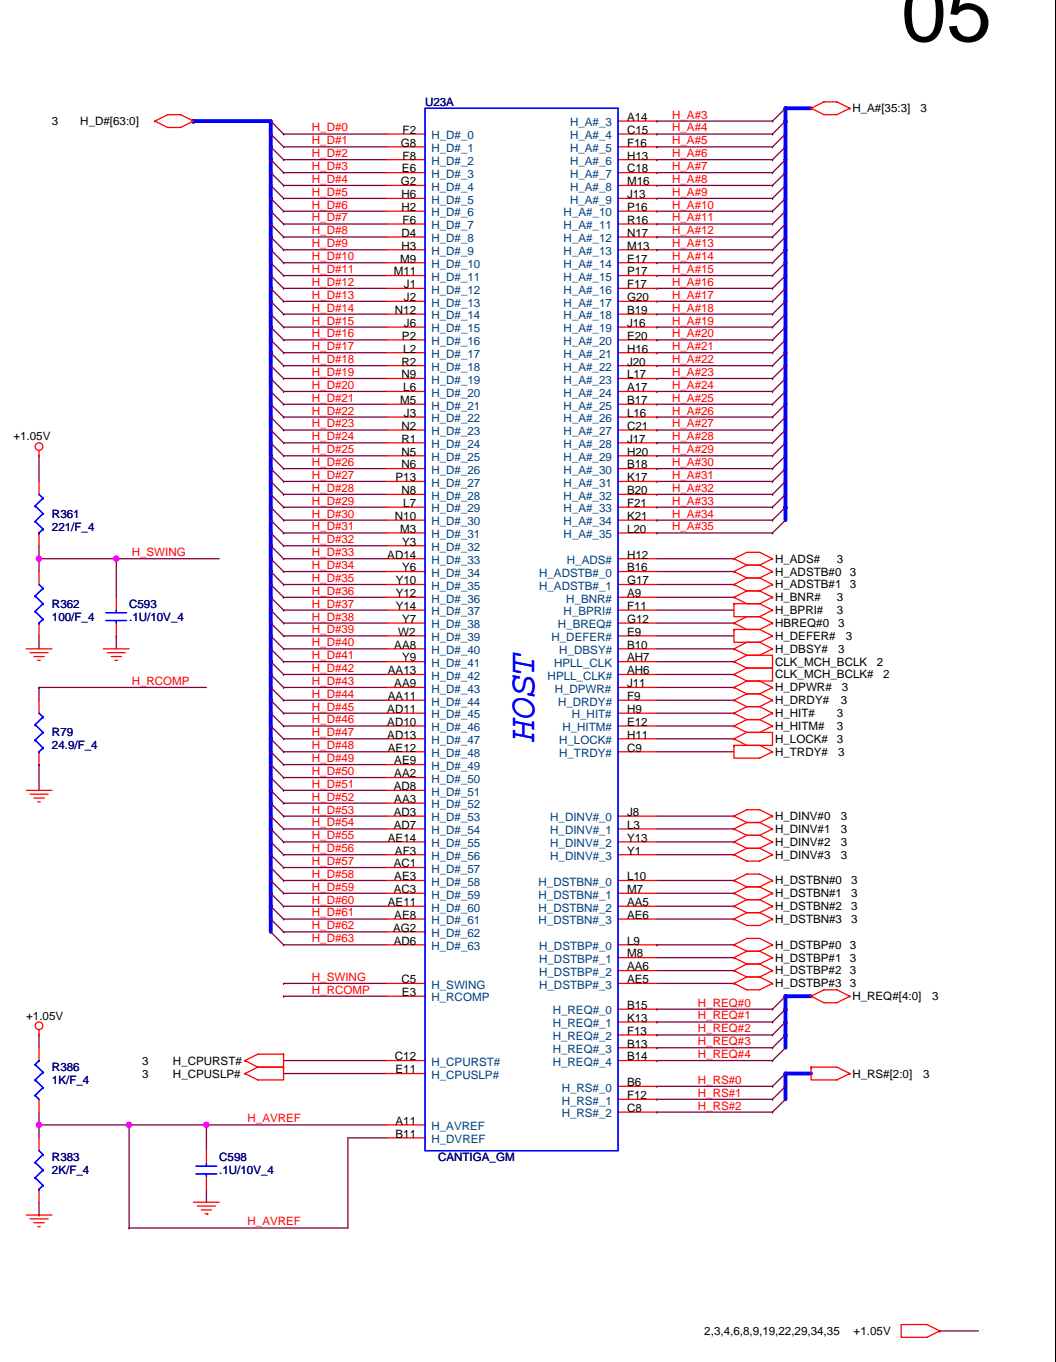 05
U23A
3 H_D#[63:0]
H_A#[35:3] 3
H_D#0 F2 H_D#_0
H_D#1 G8 H_D#_1
H_D#2 F8 H_D#_2
H_D#3 E6 H_D#_3
H_D#4 G2 H_D#_4
H_D#5 H6 H_D#_5
H_D#6 H2 H_D#_6
H_D#7 F6 H_D#_7
H_D#8 D4 H_D#_8
H_D#9 H3 H_D#_9
H_D#10 M9 H_D#_10
H_D#11 M11 H_D#_11
H_D#12 J1 H_D#_12
H_D#13 J2 H_D#_13
H_D#14 N12 H_D#_14
H_D#15 J6 H_D#_15
H_D#16 P2 H_D#_16
H_D#17 L2 H_D#_17
H_D#18 R2 H_D#_18
H_D#19 N9 H_D#_19
H_D#20 L6 H_D#_20
H_D#21 M5 H_D#_21
H_D#22 J3 H_D#_22
H_D#23 N2 H_D#_23
H_D#24 R1 H_D#_24
H_D#25 N5 H_D#_25
H_D#26 N6 H_D#_26
H_D#27 P13 H_D#_27
H_D#28 N8 H_D#_28
H_D#29 L7 H_D#_29
H_D#30 N10 H_D#_30
H_D#31 M3 H_D#_31
H_D#32 Y3 H_D#_32
H_D#33 AD14 H_D#_33
H_D#34 Y6 H_D#_34
H_D#35 Y10 H_D#_35
H_D#36 Y12 H_D#_36
H_D#37 Y14 H_D#_37
H_D#38 Y7 H_D#_38
H_D#39 W2 H_D#_39
H_D#40 AA8 H_D#_40
H_D#41 Y9 H_D#_41
H_D#42 AA13 H_D#_42
H_D#43 AA9 H_D#_43
H_D#44 AA11 H_D#_44
H_D#45 AD11 H_D#_45
H_D#46 AD10 H_D#_46
H_D#47 AD13 H_D#_47
H_D#48 AE12 H_D#_48
H_D#49 AE9 H_D#_49
H_D#50 AA2 H_D#_50
H_D#51 AD8 H_D#_51
H_D#52 AA3 H_D#_52
H_D#53 AD3 H_D#_53
H_D#54 AD7 H_D#_54
H_D#55 AE14 H_D#_55
H_D#56 AF3 H_D#_56
H_D#57 AC1 H_D#_57
H_D#58 AE3 H_D#_58
H_D#59 AC3 H_D#_59
H_D#60 AE11 H_D#_60
H_D#61 AE8 H_D#_61
H_D#62 AG2 H_D#_62
H_D#63 AD6 H_D#_63
H_SWING C5 H_SWING
H_RCOMP E3 H_RCOMP
3 H_CPURST# C12 H_CPURST#
3 H_CPUSLP# E11 H_CPUSLP#
A11 H_AVREF
B11 H_DVREF
CANTIGA_GM
HOST
H_A#_3 A14 H_A#3
H_A#_4 C15 H_A#4
H_A#_5 F16 H_A#5
H_A#_6 H13 H_A#6
H_A#_7 C18 H_A#7
H_A#_8 M16 H_A#8
H_A#_9 J13 H_A#9
H_A#_10 P16 H_A#10
H_A#_11 R16 H_A#11
H_A#_12 N17 H_A#12
H_A#_13 M13 H_A#13
H_A#_14 E17 H_A#14
H_A#_15 P17 H_A#15
H_A#_16 F17 H_A#16
H_A#_17 G20 H_A#17
H_A#_18 B19 H_A#18
H_A#_19 J16 H_A#19
H_A#_20 E20 H_A#20
H_A#_21 H16 H_A#21
H_A#_22 J20 H_A#22
H_A#_23 L17 H_A#23
H_A#_24 A17 H_A#24
H_A#_25 B17 H_A#25
H_A#_26 L16 H_A#26
H_A#_27 C21 H_A#27
H_A#_28 J17 H_A#28
H_A#_29 H20 H_A#29
H_A#_30 B18 H_A#30
H_A#_31 K17 H_A#31
H_A#_32 B20 H_A#32
H_A#_33 F21 H_A#33
H_A#_34 K21 H_A#34
H_A#_35 L20 H_A#35
H_ADS# H12 H_ADS# 3
H_ADSTB#_0 B16 H_ADSTB#0 3
H_ADSTB#_1 G17 H_ADSTB#1 3
H_BNR# A9 H_BNR# 3
H_BPRI# F11 H_BPRI# 3
H_BREQ# G12 HBREQ#0 3
H_DEFER# E9 H_DEFER# 3
H_DBSY# B10 H_DBSY# 3
HPLL_CLK AH7 CLK_MCH_BCLK 2
HPLL_CLK# AH6 CLK_MCH_BCLK# 2
H_DPWR# J11 H_DPWR# 3
H_DRDY# F9 H_DRDY# 3
H_HIT# H9 H_HIT# 3
H_HITM# E12 H_HITM# 3
H_LOCK# H11 H_LOCK# 3
H_TRDY# C9 H_TRDY# 3
H_DINV#_0 J8 H_DINV#0 3
H_DINV#_1 L3 H_DINV#1 3
H_DINV#_2 Y13 H_DINV#2 3
H_DINV#_3 Y1 H_DINV#3 3
H_DSTBN#_0 L10 H_DSTBN#0 3
H_DSTBN#_1 M7 H_DSTBN#1 3
H_DSTBN#_2 AA5 H_DSTBN#2 3
H_DSTBN#_3 AE6 H_DSTBN#3 3
H_DSTBP#_0 L9 H_DSTBP#0 3
H_DSTBP#_1 M8 H_DSTBP#1 3
H_DSTBP#_2 AA6 H_DSTBP#2 3
H_DSTBP#_3 AE5 H_DSTBP#3 3
H_REQ#[4:0] 3
H_REQ#_0 B15 H_REQ#0
H_REQ#_1 K13 H_REQ#1
H_REQ#_2 F13 H_REQ#2
H_REQ#_3 B13 H_REQ#3
H_REQ#_4 B14 H_REQ#4
H_RS#[2:0] 3
H_RS#_0 B6 H_RS#0
H_RS#_1 F12 H_RS#1
H_RS#_2 C8 H_RS#2
+1.05V
R361
221/F_4
H_SWING
R362
100/F_4
C593
.1U/10V_4
H_RCOMP
R79
24.9/F_4
+1.05V
R386
1K/F_4
H_AVREF
R383
2K/F_4
C598
.1U/10V_4
H_AVREF
2,3,4,6,8,9,19,22,29,34,35 +1.05V